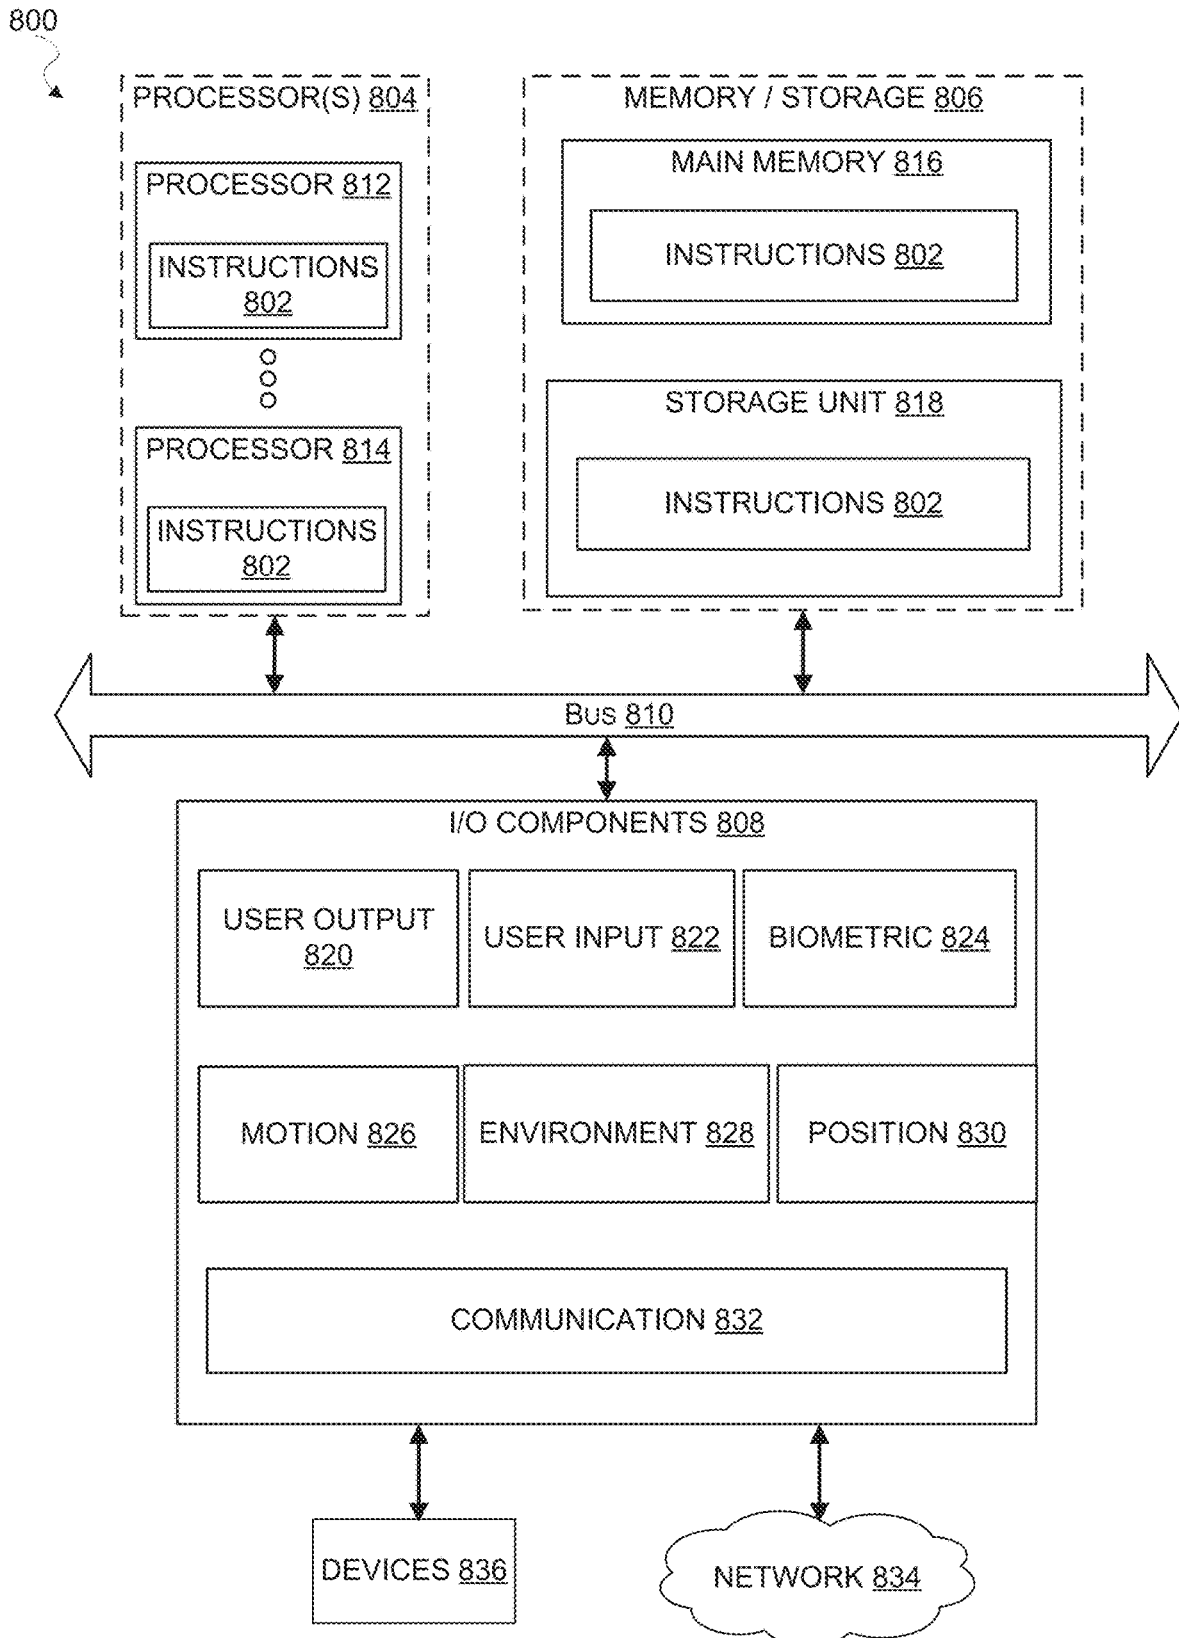 800
PROCESSOR(S) 804
PROCESSOR 812
INSTRUCTIONS
802
PROCESSOR 814
INSTRUCTIONS
802
MEMORY / STORAGE 806
MAIN MEMORY 816
INSTRUCTIONS 802
STORAGE UNIT 818
INSTRUCTIONS 802
BUS 810
I/O COMPONENTS 808
USER OUTPUT
820
USER INPUT 822
BIOMETRIC 824
MOTION 826
ENVIRONMENT 828
POSITION 830
COMMUNICATION 832
DEVICES 836
NETWORK 834